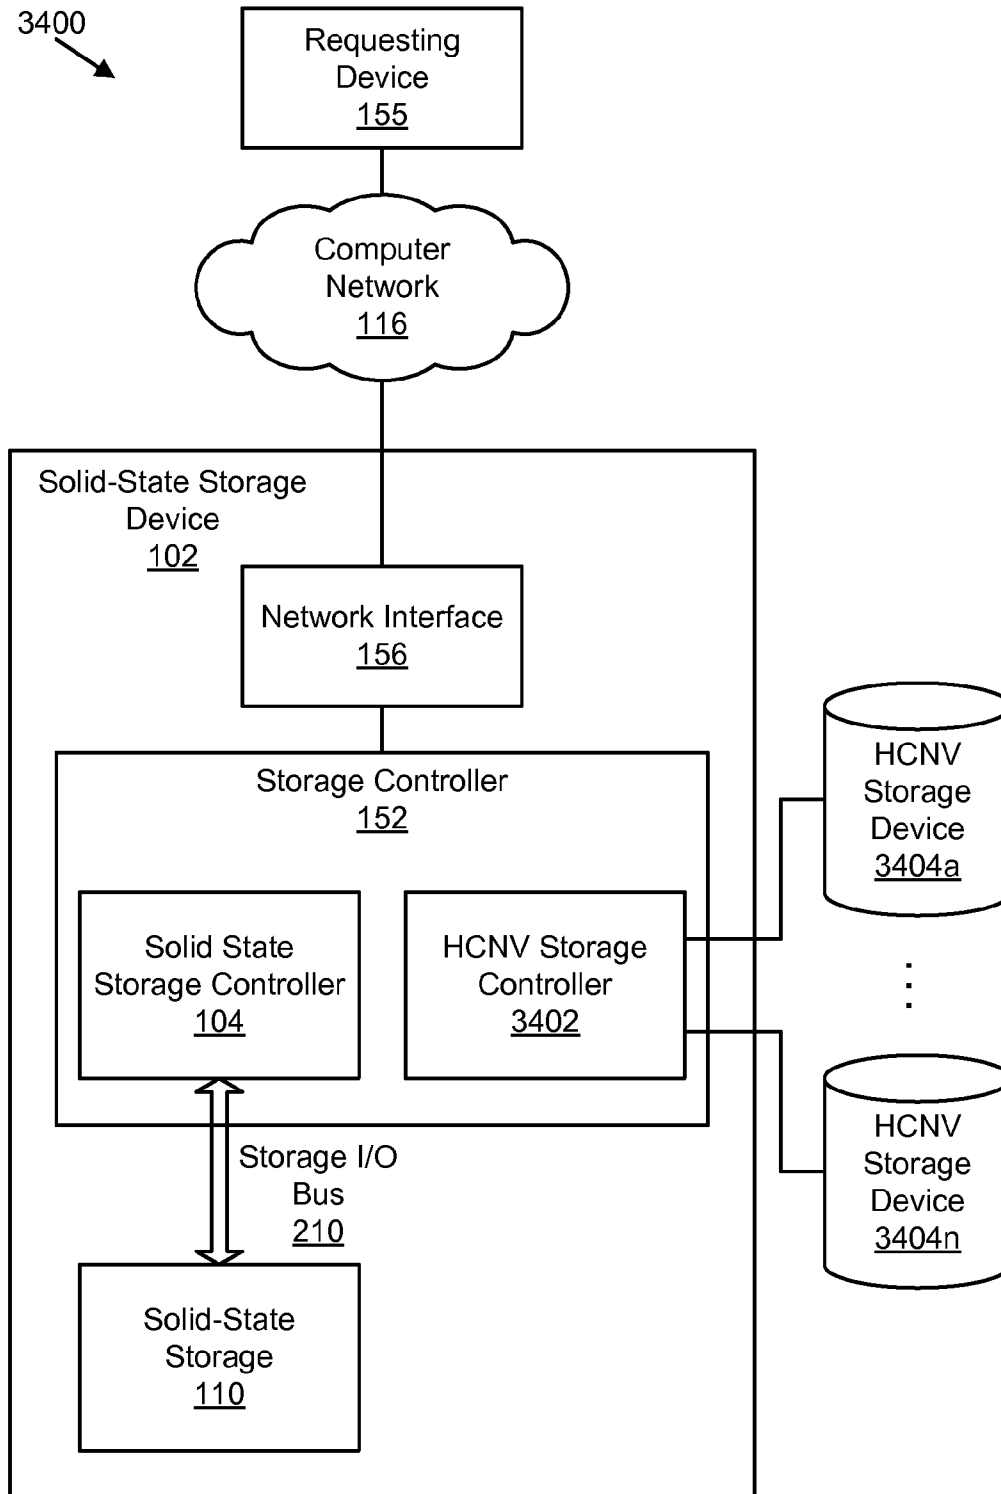 3400
Requesting
Device
155
Computer
Network
116
Solid-State Storage
Device
102
Network Interface
156
Storage Controller
152
Solid State
Storage Controller
104
HCNV Storage
Controller
3402
HCNV
Storage
Device
3404a
HCNV
Storage
Device
3404n
Storage I/O
Bus
210
Solid-State
Storage
110